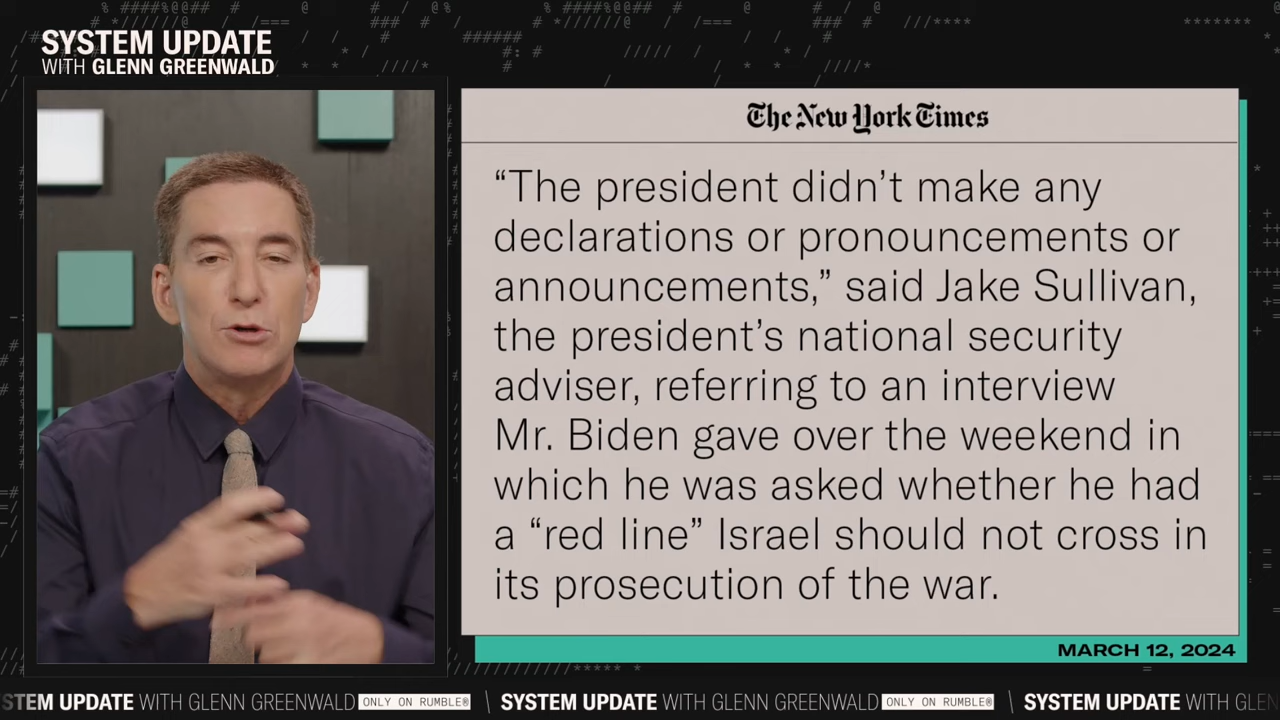 SYSTEM UPDATE
WITH GLENN GREENWALD
The New York Times
“The president didn’t make any
declarations or pronouncements or
announcements,” said Jake Sullivan,
the president’s national security
adviser, referring to an interview
Mr. Biden gave over the weekend in
which he was asked whether he had
a “red line” Israel should not cross in
its prosecution of the war.
MARCH 12, 2024
STEM UPDATE WITH GLENN GREENWALD ONLY ON RUMBLE® \ SYSTEM UPDATE WITH GLENN GREENWALD ONLY ON RUMBLE® \ SYSTEM UPDATE WITH GLEN